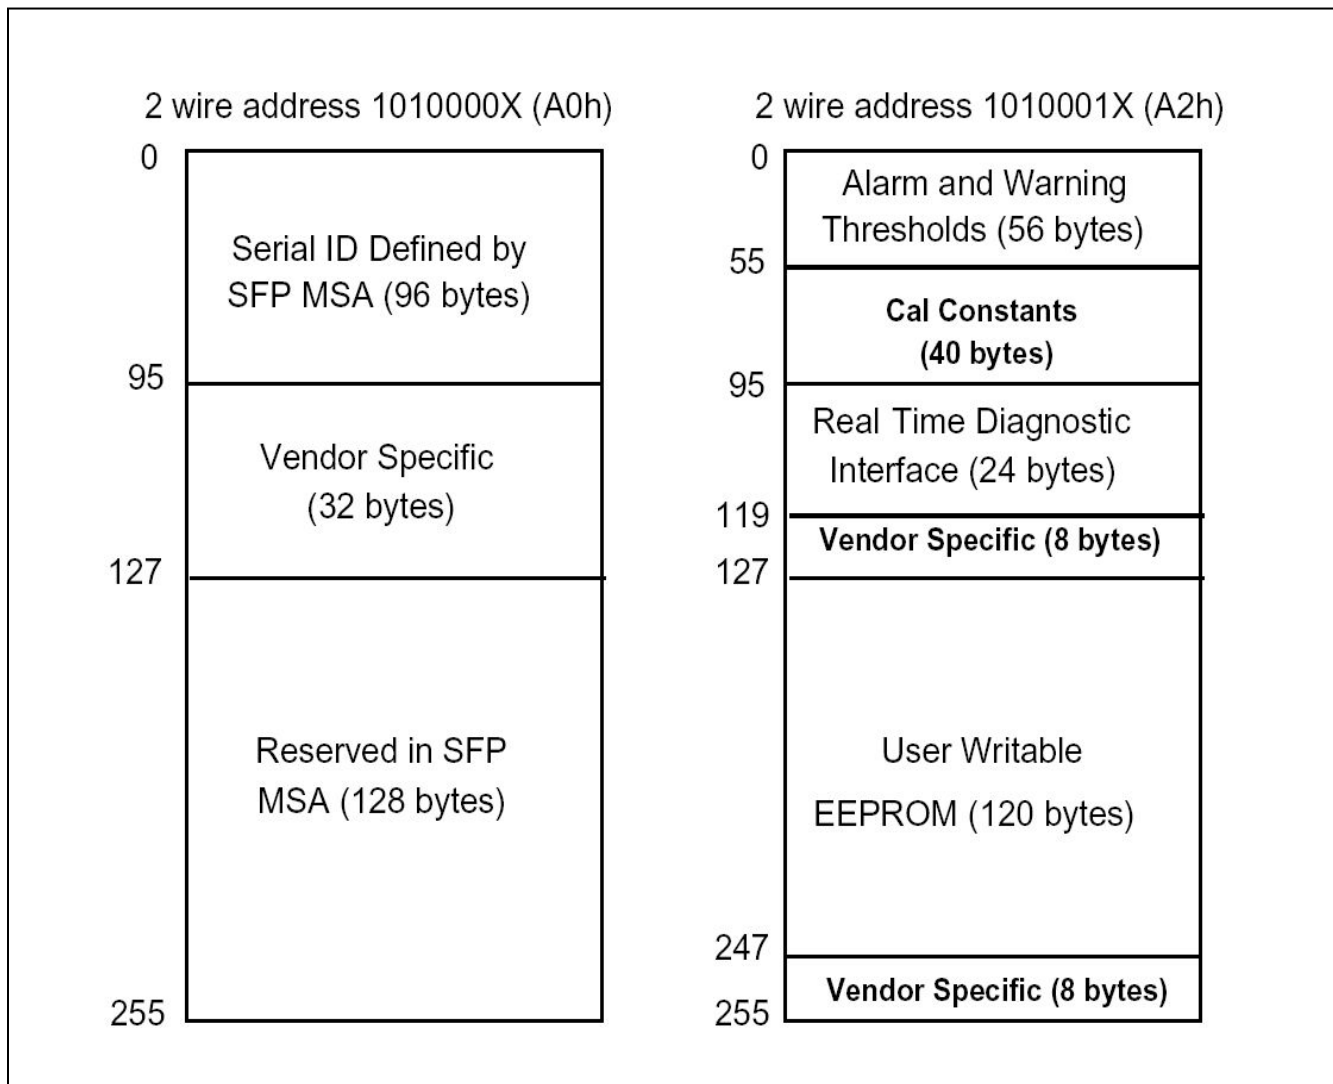 2 wire address 1010000X (A0h)
0
Serial ID Defined by
SFP MSA (96 bytes)
95
Vendor Specific
(32 bytes)
127
Reserved in SFP
MSA (128 bytes)
255
2 wire address 1010001X (A2h)
0
Alarm and Warning
Thresholds (56 bytes)
55
Cal Constants
(40 bytes)
95
Real Time Diagnostic
Interface (24 bytes)
119
Vendor Specific (8 bytes)
127
User Writable
EEPROM (120 bytes)
247
Vendor Specific (8 bytes)
255